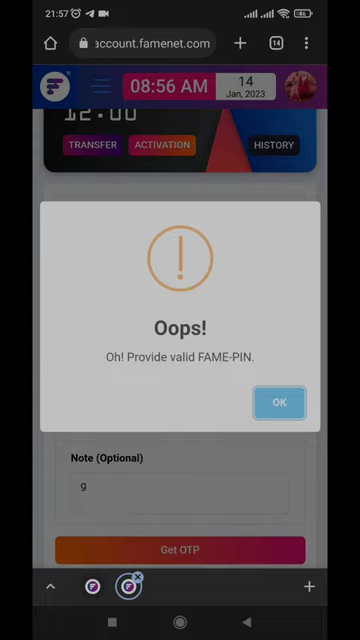 21:57
46
account.famenet.com
14
08:56 AM
14
Jan, 2023
12:00
TRANSFER
ACTIVATION
HISTORY
Oops!
Oh! Provide valid FAME-PIN.
OK
Note (Optional)
g
Get OTP